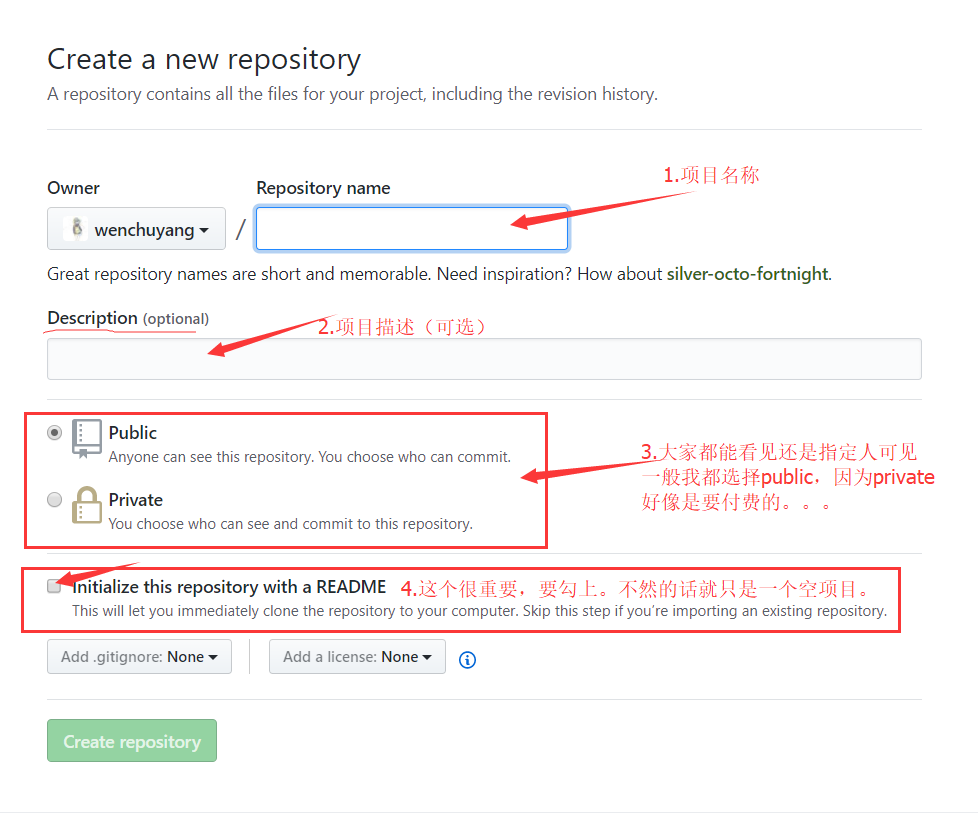 Create a new repository
A repository contains all the files for your project, including the revision history.
1.项目名称
Owner
Repository name
wenchuyang
/
Great repository names are short and memorable. Need inspiration? How about silver-octo-fortnight.
Description (optional)
2.项目描述（可选）
Public
Anyone can see this repository. You choose who can commit.
3.大家都能看见还是指定人可见
一般我都选择public，因为private
好像是要付费的。。。
Private
You choose who can see and commit to this repository.
Initialize this repository with a README
4.这个很重要，要勾上。不然的话就只是一个空项目。
This will let you immediately clone the repository to your computer. Skip this step if you’re importing an existing repository.
Add .gitignore: None
Add a license: None
Create repository